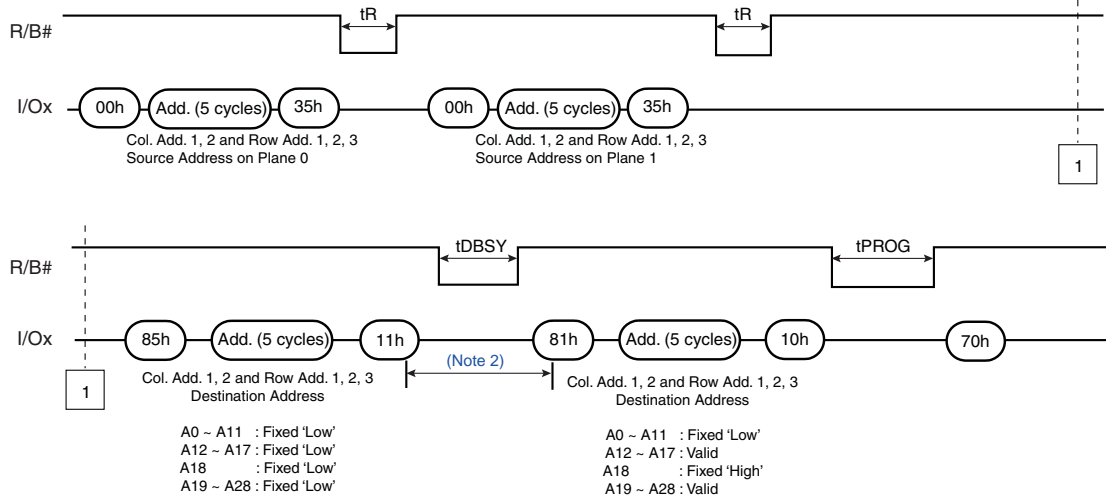 tR
tR
R/B#
I/Ox
00h
Add. (5 cycles)
35h
00h
Add. (5 cycles)
35h
Col. Add. 1, 2 and Row Add. 1, 2, 3
Source Address on Plane 0
Col. Add. 1, 2 and Row Add. 1, 2, 3
Source Address on Plane 1
1
tDBSY
tPROG
R/B#
I/Ox
85h
Add. (5 cycles)
11h
(Note 2)
81h
Add. (5 cycles)
10h
70h
1
Col. Add. 1, 2 and Row Add. 1, 2, 3
Destination Address
Col. Add. 1, 2 and Row Add. 1, 2, 3
Destination Address
A0 ~ A11 : Fixed ‘Low’
A12 ~ A17 : Fixed ‘Low’
A18 : Fixed ‘Low’
A19 ~ A28 : Fixed ‘Low’
A0 ~ A11 : Fixed ‘Low’
A12 ~ A17 : Valid
A18 : Fixed ‘High’
A19 ~ A28 : Valid